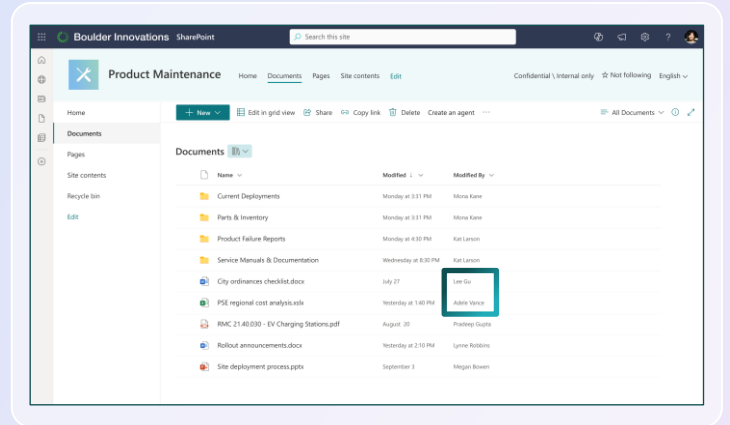 Boulder Innovations SharePoint Search this site ?
Product Maintenance Home Documents Pages Site contents Edit Confidential \ Internal only Not following English
Home
Documents
Pages
Site contents
Recycle bin
Edit
+ New Edit in grid view Share Copy link Delete Create an agent ... All Documents
Documents
Name Modified ↓ Modified By
Current Deployments Monday at 3:31 PM Mona Kane
Parts & Inventory Monday at 3:31 PM Mona Kane
Product Failure Reports Monday at 4:30 PM Kat Larson
Service Manuals & Documentation Wednesday at 8:30 PM Kat Larson
City ordinances checklist.docx July 27 Lee Gu
PSE regional cost analysis.xslx Yesterday at 1:40 PM Adele Vance
RMC 21.40.030 - EV Charging Stations.pdf August 20 Pradeep Gupta
Rollout announcements.docx Yesterday at 2:10 PM Lynne Robbins
Site deployment process.pptx September 3 Megan Bowen